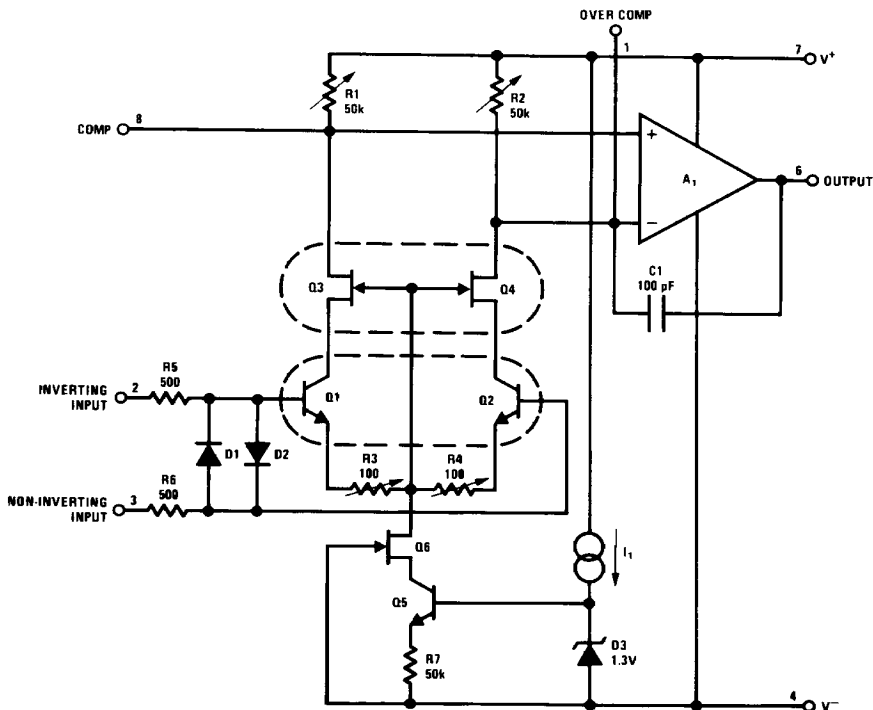 OVER COMP
1
7 V+
R1
50k
R2
50k
COMP 8
+
A1
6 OUTPUT
−
C1
100 pF
Q3
Q4
R5
500
INVERTING
INPUT
2
Q1
Q2
D1
D2
R3
100
R4
100
R6
500
NON-INVERTING
INPUT
3
Q6
I1
Q5
D3
1.3V
R7
50k
4
V−